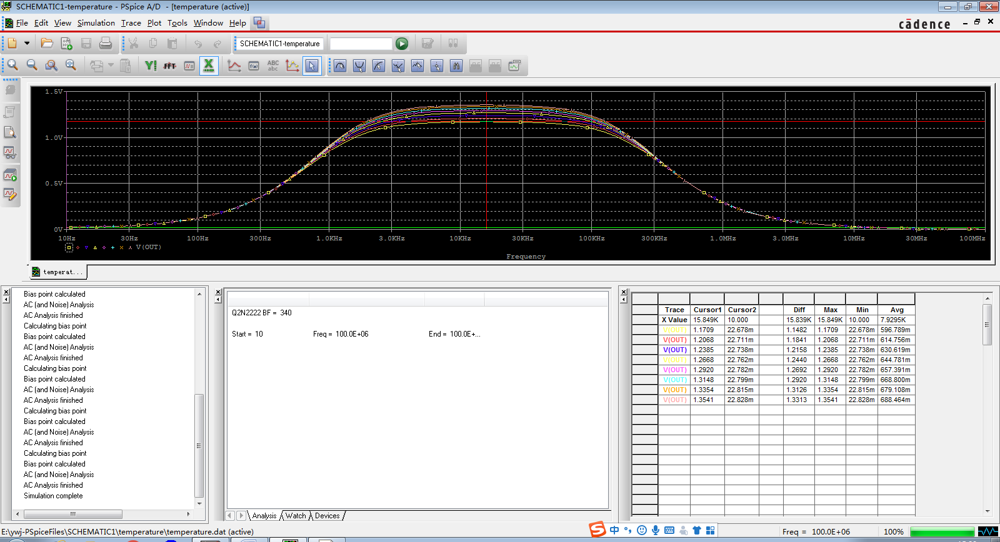 SCHEMATIC1-temperature - PSpice A/D - [temperature (active)]
File Edit View Simulation Trace Plot Tools Window Help
cādence
SCHEMATIC1-temperature
Y! FFT ABC abc
1.5V
1.0V
0.5V
0V
10Hz 30Hz 100Hz 300Hz 1.0KHz 3.0KHz 10KHz 30KHz 100KHz 300KHz 1.0MHz 3.0MHz 10MHz 30MHz 100MHz
V(OUT)
Frequency
temperat...
Bias point calculated
AC (and Noise) Analysis
AC Analysis finished
Calculating bias point
Bias point calculated
AC (and Noise) Analysis
AC Analysis finished
Calculating bias point
Bias point calculated
AC (and Noise) Analysis
AC Analysis finished
Calculating bias point
Bias point calculated
AC (and Noise) Analysis
AC Analysis finished
Calculating bias point
Bias point calculated
AC (and Noise) Analysis
AC Analysis finished
Simulation complete
Q2N2222 BF = 340
Start = 10 Freq = 100.0E+06 End = 100.0E+...
Analysis Watch Devices
Trace Cursor1 Cursor2 Diff Max Min Avg
X Value 15.849K 10.000 15.839K 15.849K 10.000 7.9295K
V(OUT) 1.1709 22.678m 1.1482 1.1709 22.678m 596.789m
V(OUT) 1.2068 22.711m 1.1841 1.2068 22.711m 614.756m
V(OUT) 1.2385 22.738m 1.2158 1.2385 22.738m 630.619m
V(OUT) 1.2668 22.762m 1.2440 1.2668 22.762m 644.781m
V(OUT) 1.2920 22.782m 1.2692 1.2920 22.782m 657.391m
V(OUT) 1.3148 22.799m 1.2920 1.3148 22.799m 668.800m
V(OUT) 1.3354 22.815m 1.3126 1.3354 22.815m 679.108m
V(OUT) 1.3541 22.828m 1.3313 1.3541 22.828m 688.464m
E:\ywj-PSpiceFiles\SCHEMATIC1\temperature\temperature.dat (active)
中
Freq = 100.0E+06 100%